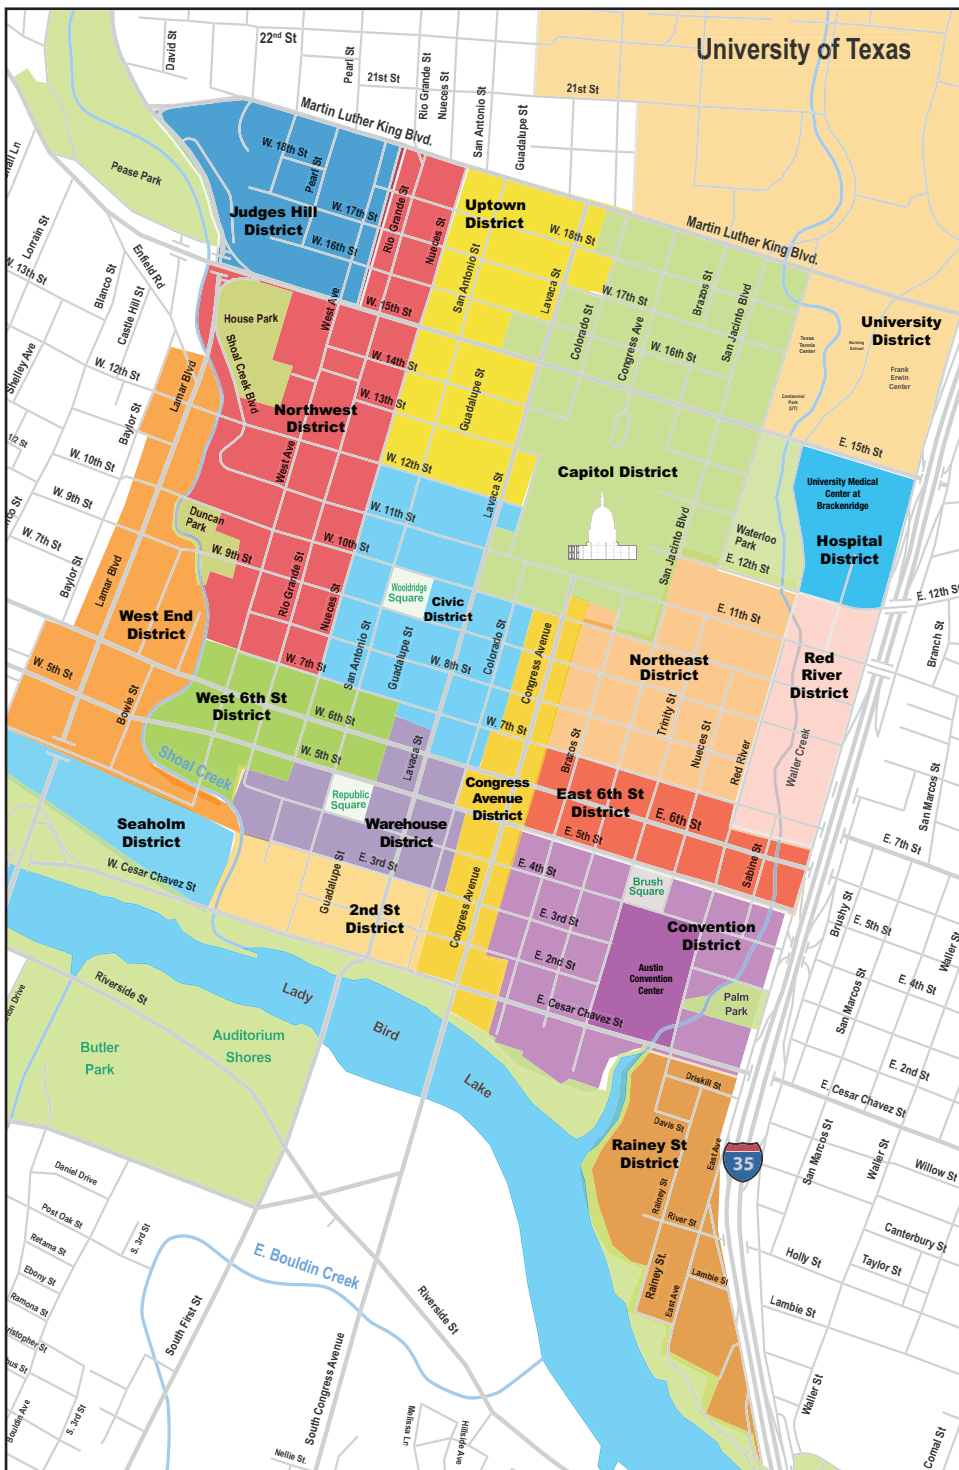 David St
22nd St
Pearl St
21st St
Rio Grande St
Nueces St
San Antonio St
Guadalupe St
21st St
University of Texas
Martin Luther King Blvd.
W. 18th St
Pearl St
Pease Park
Judges Hill
District
W. 17th St
W. 16th St
Rio Grande St
Nueces St
Uptown
District
W. 18th St
Martin Luther King Blvd.
Lorrain St
W. 13th St
Enfield Rd
Blanco St
Castle Hill St
San Antonio St
Lavaca St
W. 17th St
Brazos St
San Jacinto Blvd
Colorado St
Congress Ave
W. 16th St
University
District
Texas
Tennis
Center
Nursing
School
Frank
Erwin
Center
Centennial
Park
(UT)
House Park
West Ave
W. 15th St
W. 14th St
W. 13th St
Shelley Ave
W. 12th St
Lamar Blvd
Shoal Creek Blvd
Northwest
District
Guadalupe St
Baylor St
1/2 St
W. 10th St
West Ave
W. 12th St
Lavaca St
Capitol District
E. 15th St
University Medical
Center at
Brackenridge
Hospital
District
W. 9th St
W. 7th St
Duncan
Park
W. 11th St
W. 10th St
W. 9th St
San Jacinto Blvd
Waterloo
Park
E. 12th St
E. 12th St
Baylor St
Lamar Blvd
Rio Grande St
Nueces St
Wooldridge
Square
Civic
District
E. 11th St
West End
District
San Antonio St
Guadalupe St
W. 8th St
Colorado St
Congress Avenue
Northeast
District
Red
River
District
Branch St
W. 5th St
Bowie St
W. 7th St
West 6th St
District
W. 6th St
W. 5th St
W. 7th St
Lavaca St
Brazos St
Trinity St
Nueces St
Red River
Waller Creek
Shoal Creek
Republic
Square
Congress
Avenue
District
East 6th St
District
E. 6th St
E. 5th St
San Marcos St
E. 7th St
Seaholm
District
Warehouse
District
E. 3rd St
W. Cesar Chavez St
Guadalupe St
2nd St
District
Congress Avenue
E. 4th St
Brush
Square
Sabine St
E. 3rd St
E. 2nd St
Convention
District
Austin
Convention
Center
E. Cesar Chavez St
Palm
Park
Brushy St
E. 5th St
Waller St
E. 4th St
San Marcos St
E. 2nd St
E. Cesar Chavez St
Riverside St
Lady
Bird
Lake
Butler
Park
Auditorium
Shores
Driskill St
Davis St
East Ave
Rainey St
District
35
San Marcos St
Waller St
Willow St
Daniel Drive
Post Oak St
Retama St
Ebony St
Ramona St
S. 3rd St
Rainey St
River St
Rainey St.
East Ave
Lambie St
Holly St
Canterbury St
Taylor St
Lambie St
E. Bouldin Creek
South First St
Riverside St
South Congress Avenue
S. 3rd St
Bouldin Ave
Nellie St.
Melissa Ln
Hillside Ave
Waller St
Comal St